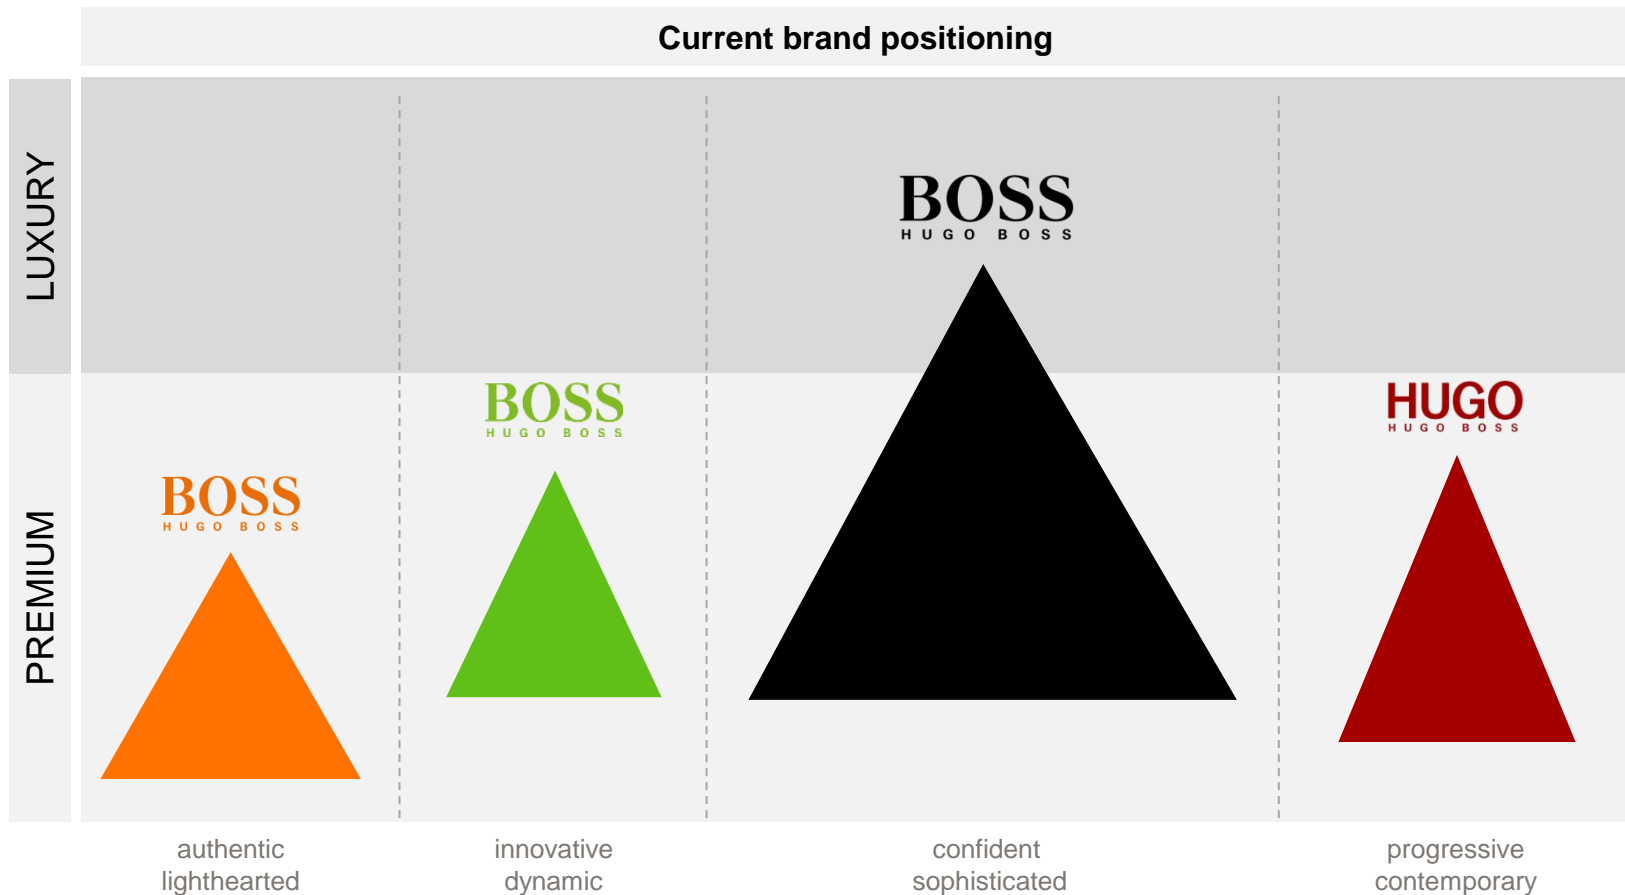 Current brand positioning
LUXURY
PREMIUM
BOSS
HUGO BOSS
BOSS
HUGO BOSS
BOSS
HUGO BOSS
HUGO
HUGO BOSS
authentic
lighthearted
innovative
dynamic
confident
sophisticated
progressive
contemporary